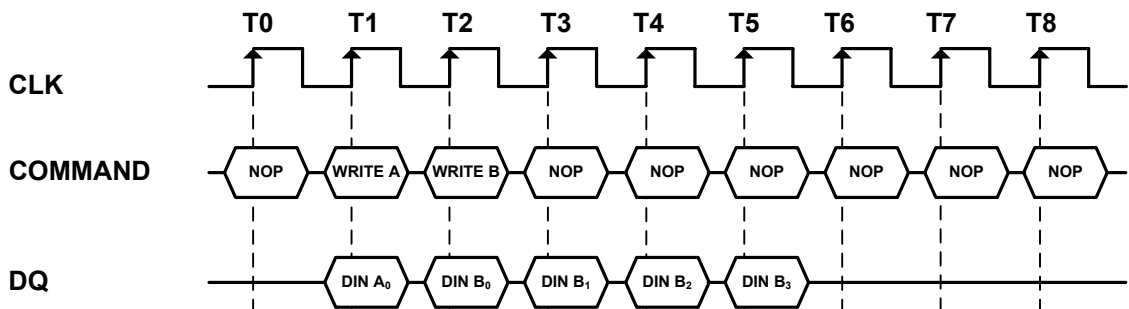 T0 T1 T2 T3 T4 T5 T6 T7 T8
CLK
COMMAND NOP WRITE A WRITE B NOP NOP NOP NOP NOP NOP
DQ DIN A₀ DIN B₀ DIN B₁ DIN B₂ DIN B₃